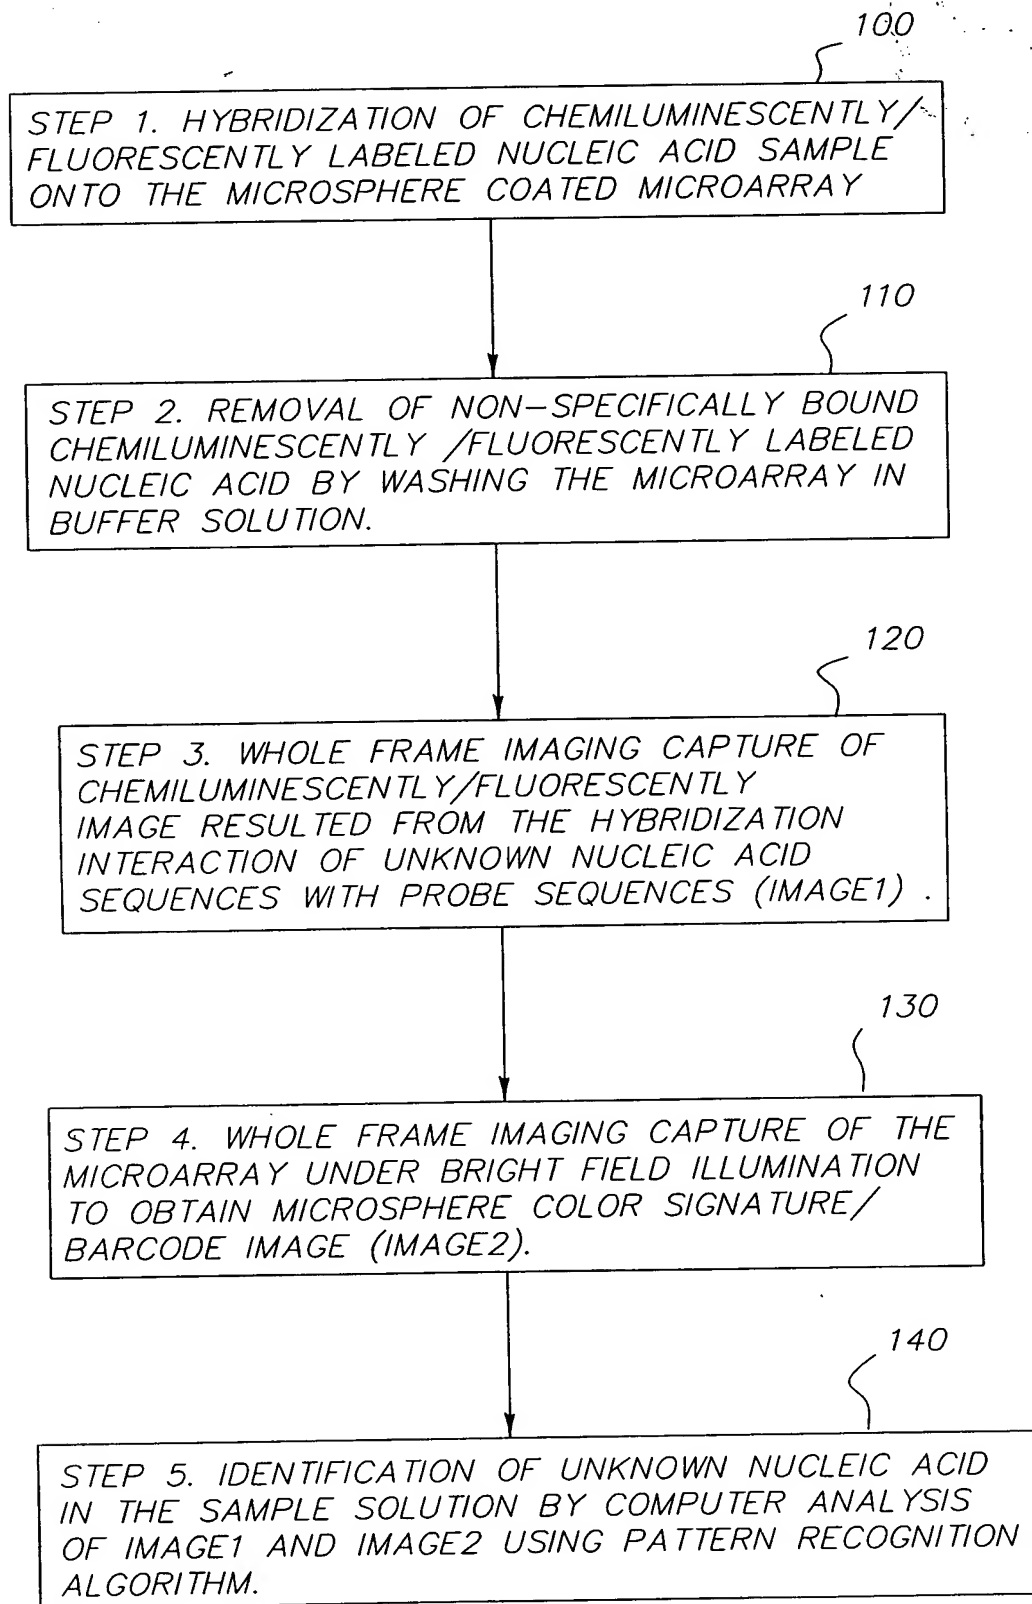 100
STEP 1. HYBRIDIZATION OF CHEMILUMINESCENTLY/
FLUORESCENTLY LABELED NUCLEIC ACID SAMPLE
ONTO THE MICROSPHERE COATED MICROARRAY
110
STEP 2. REMOVAL OF NON-SPECIFICALLY BOUND
CHEMILUMINESCENTLY /FLUORESCENTLY LABELED
NUCLEIC ACID BY WASHING THE MICROARRAY IN
BUFFER SOLUTION.
120
STEP 3. WHOLE FRAME IMAGING CAPTURE OF
CHEMILUMINESCENTLY/FLUORESCENTLY
IMAGE RESULTED FROM THE HYBRIDIZATION
INTERACTION OF UNKNOWN NUCLEIC ACID
SEQUENCES WITH PROBE SEQUENCES (IMAGE1) .
130
STEP 4. WHOLE FRAME IMAGING CAPTURE OF THE
MICROARRAY UNDER BRIGHT FIELD ILLUMINATION
TO OBTAIN MICROSPHERE COLOR SIGNATURE/
BARCODE IMAGE (IMAGE2).
140
STEP 5. IDENTIFICATION OF UNKNOWN NUCLEIC ACID
IN THE SAMPLE SOLUTION BY COMPUTER ANALYSIS
OF IMAGE1 AND IMAGE2 USING PATTERN RECOGNITION
ALGORITHM.